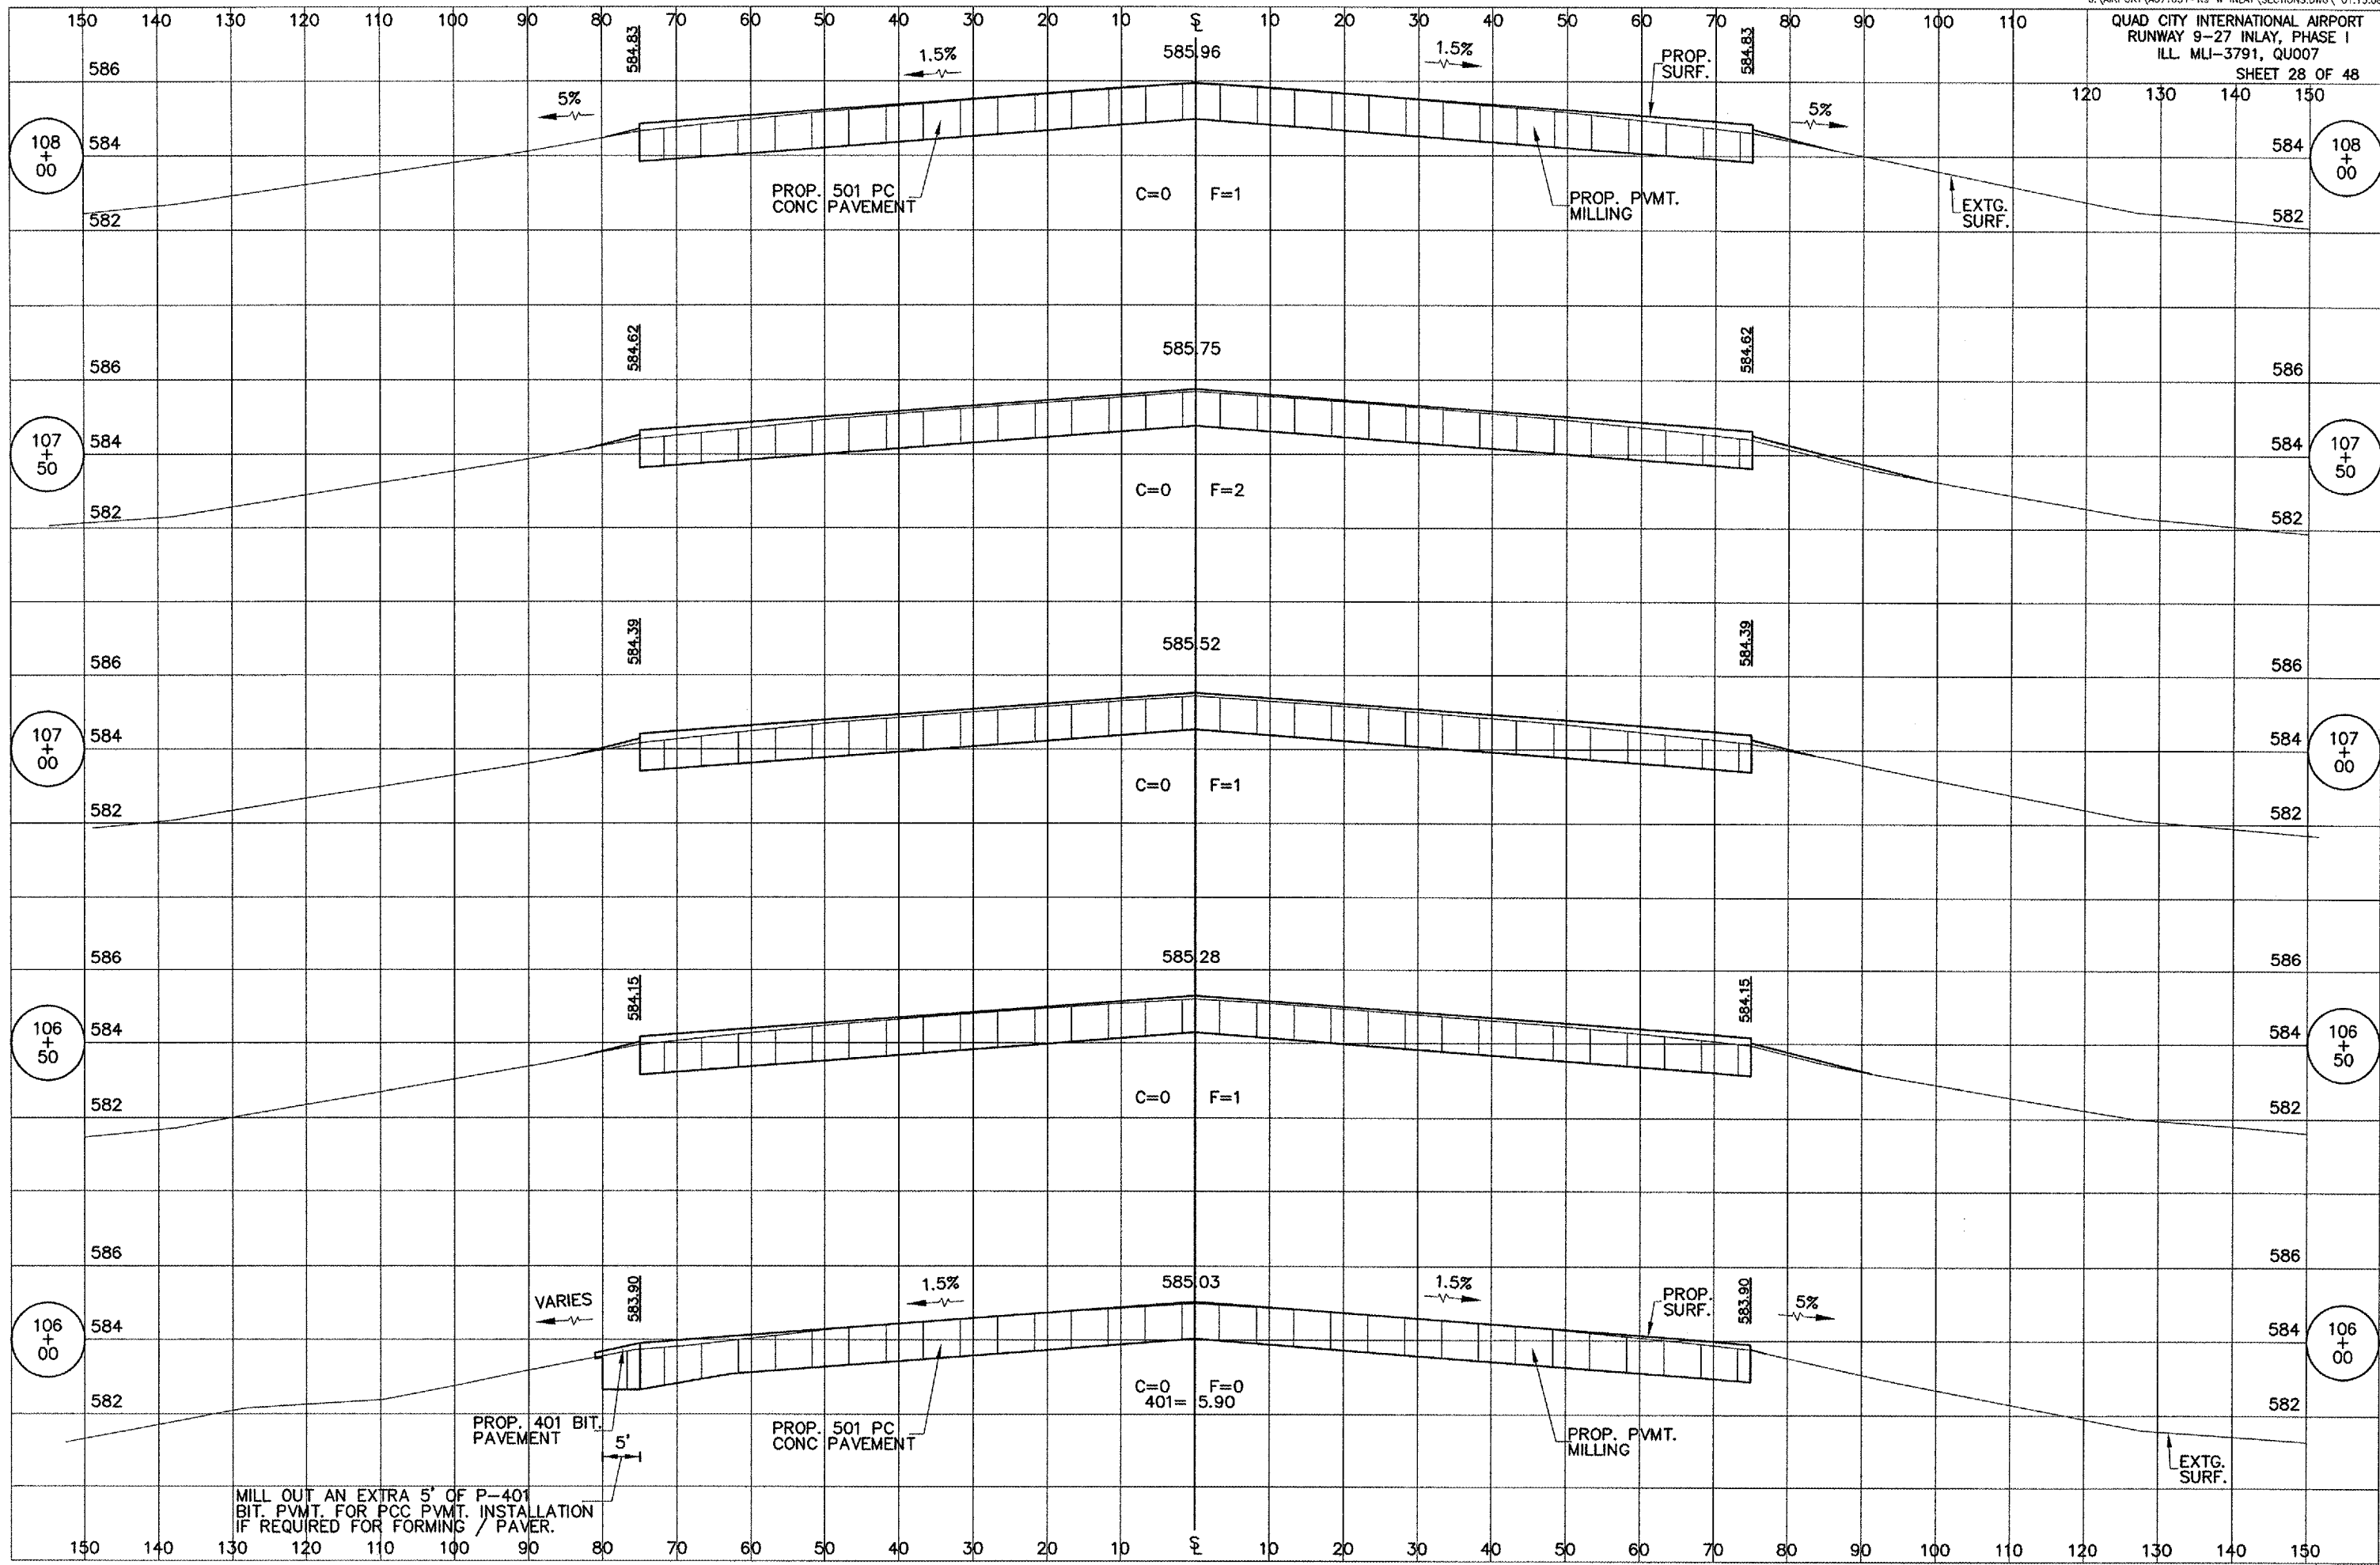 150 140 130 120 110 100 90 80 70 60 50 40 30 20 10 ℄ 10 20 30 40 50 60 70 80 90 100 110
QUAD CITY INTERNATIONAL AIRPORT
RUNWAY 9-27 INLAY, PHASE I
ILL. MLI-3791, QU007
SHEET 28 OF 48
120 130 140 150
584.83
585.96
584.83
1.5%
1.5%
PROP.
SURF.
5%
5%
586
584
584
582
582
108
+
00
108
+
00
PROP. 501 PC
CONC PAVEMENT
C=0 F=1
PROP. PVMT.
MILLING
EXTG.
SURF.
584.62
585.75
584.62
586
586
584
584
582
582
107
+
50
107
+
50
C=0 F=2
584.39
585.52
584.39
586
586
584
584
582
582
107
+
00
107
+
00
C=0 F=1
584.15
585.28
584.15
586
586
584
584
582
582
106
+
50
106
+
50
C=0 F=1
586
586
VARIES
583.90
1.5%
585.03
1.5%
PROP.
SURF.
583.90
5%
584
584
582
582
106
+
00
106
+
00
C=0 F=0
401= 5.90
PROP. 401 BIT.
PAVEMENT
5'
PROP. 501 PC
CONC PAVEMENT
PROP. PVMT.
MILLING
EXTG.
SURF.
MILL OUT AN EXTRA 5' OF P-401
BIT. PVMT. FOR PCC PVMT. INSTALLATION
IF REQUIRED FOR FORMING / PAVER.
150 140 130 120 110 100 90 80 70 60 50 40 30 20 10 ℄ 10 20 30 40 50 60 70 80 90 100 110 120 130 140 150